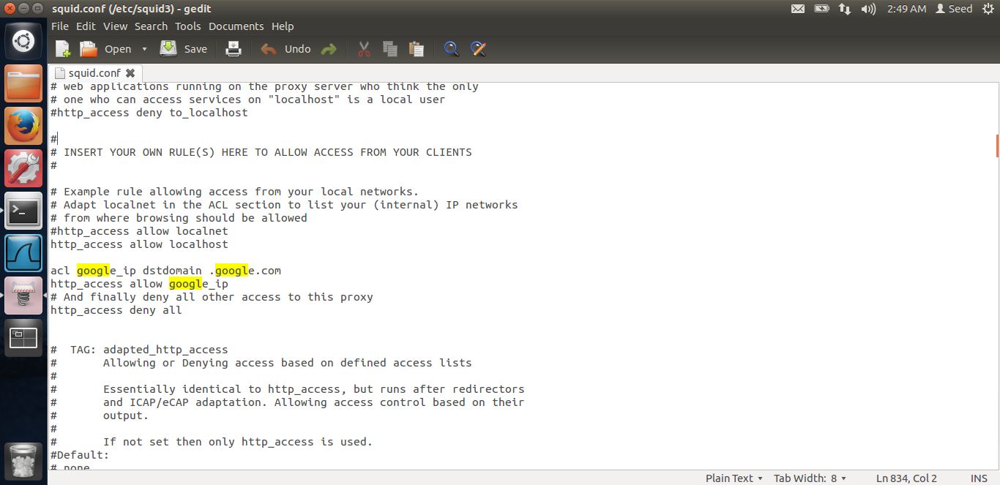 squid.conf (/etc/squid3) - gedit
2:49 AM Seed
File Edit View Search Tools Documents Help
Open Save Undo
squid.conf
# web applications running on the proxy server who think the only
# one who can access services on "localhost" is a local user
#http_access deny to_localhost
#
# INSERT YOUR OWN RULE(S) HERE TO ALLOW ACCESS FROM YOUR CLIENTS
#
# Example rule allowing access from your local networks.
# Adapt localnet in the ACL section to list your (internal) IP networks
# from where browsing should be allowed
#http_access allow localnet
http_access allow localhost
acl google_ip dstdomain .google.com
http_access allow google_ip
# And finally deny all other access to this proxy
http_access deny all
#  TAG: adapted_http_access
#       Allowing or Denying access based on defined access lists
#
#       Essentially identical to http_access, but runs after redirectors
#       and ICAP/eCAP adaptation. Allowing access control based on their
#       output.
#
#       If not set then only http_access is used.
#Default:
# none
Plain Text Tab Width: 8 Ln 834, Col 2 INS